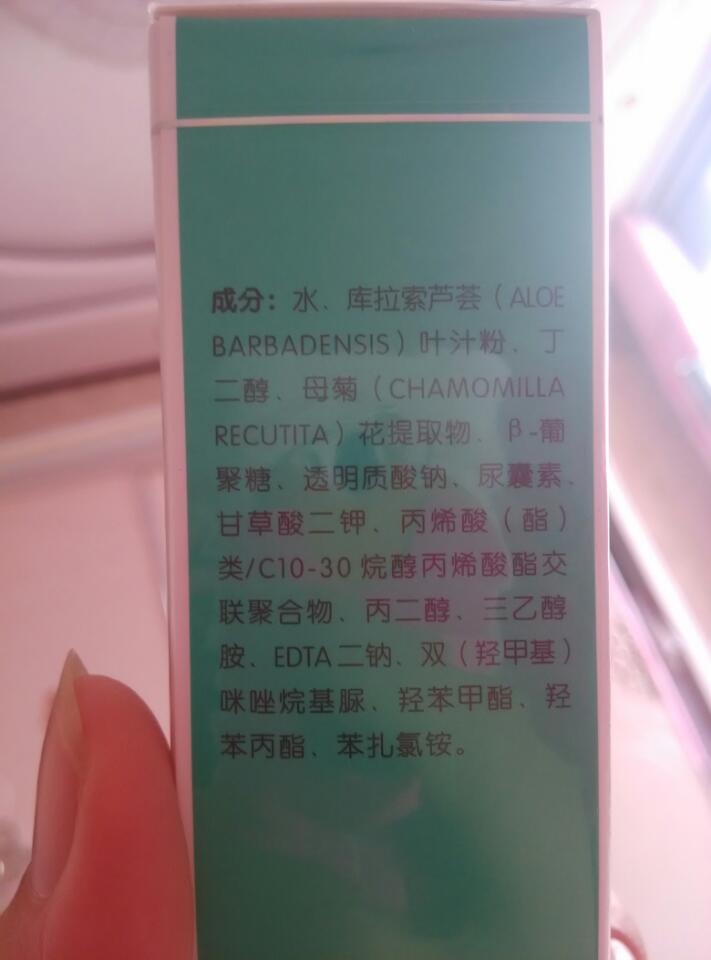 成分：水、库拉索芦荟（ALOE
BARBADENSIS）叶汁粉、丁
二醇、母菊（CHAMOMILLA
RECUTITA）花提取物、β-葡
聚糖、透明质酸钠、尿囊素、
甘草酸二钾、丙烯酸（酯）
类/C10-30烷醇丙烯酸酯交
联聚合物、丙二醇、三乙醇
胺、EDTA二钠、双（羟甲基）
咪唑烷基脲、羟苯甲酯、羟
苯丙酯、苯扎氯铵。